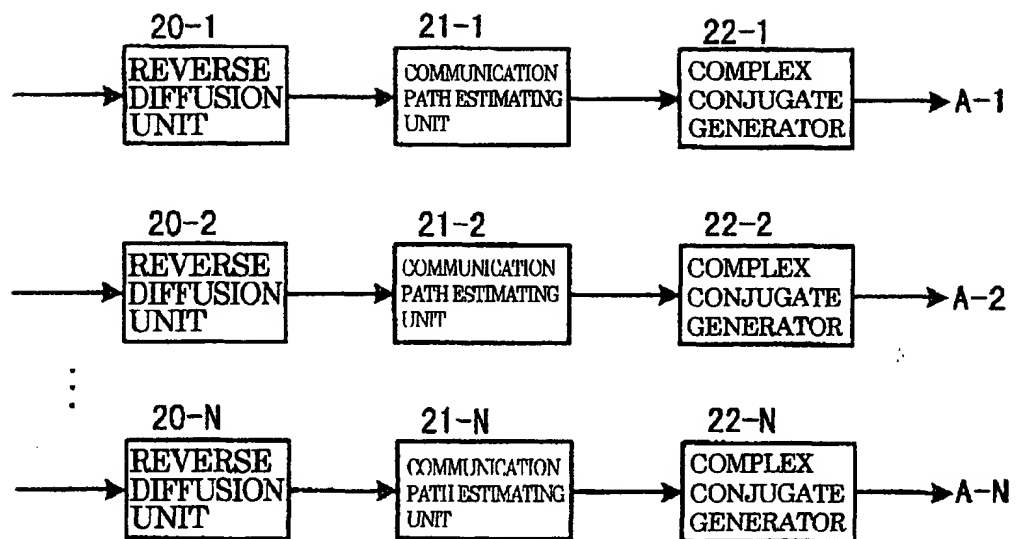 20-1 21-1 22-1
REVERSE
DIFFUSION
UNIT
COMMUNICATION
PATH ESTIMATING
UNIT
COMPLEX
CONJUGATE
GENERATOR
A-1
20-2 21-2 22-2
REVERSE
DIFFUSION
UNIT
COMMUNICATION
PATH ESTIMATING
UNIT
COMPLEX
CONJUGATE
GENERATOR
A-2
20-N 21-N 22-N
REVERSE
DIFFUSION
UNIT
COMMUNICATION
PATH ESTIMATING
UNIT
COMPLEX
CONJUGATE
GENERATOR
A-N